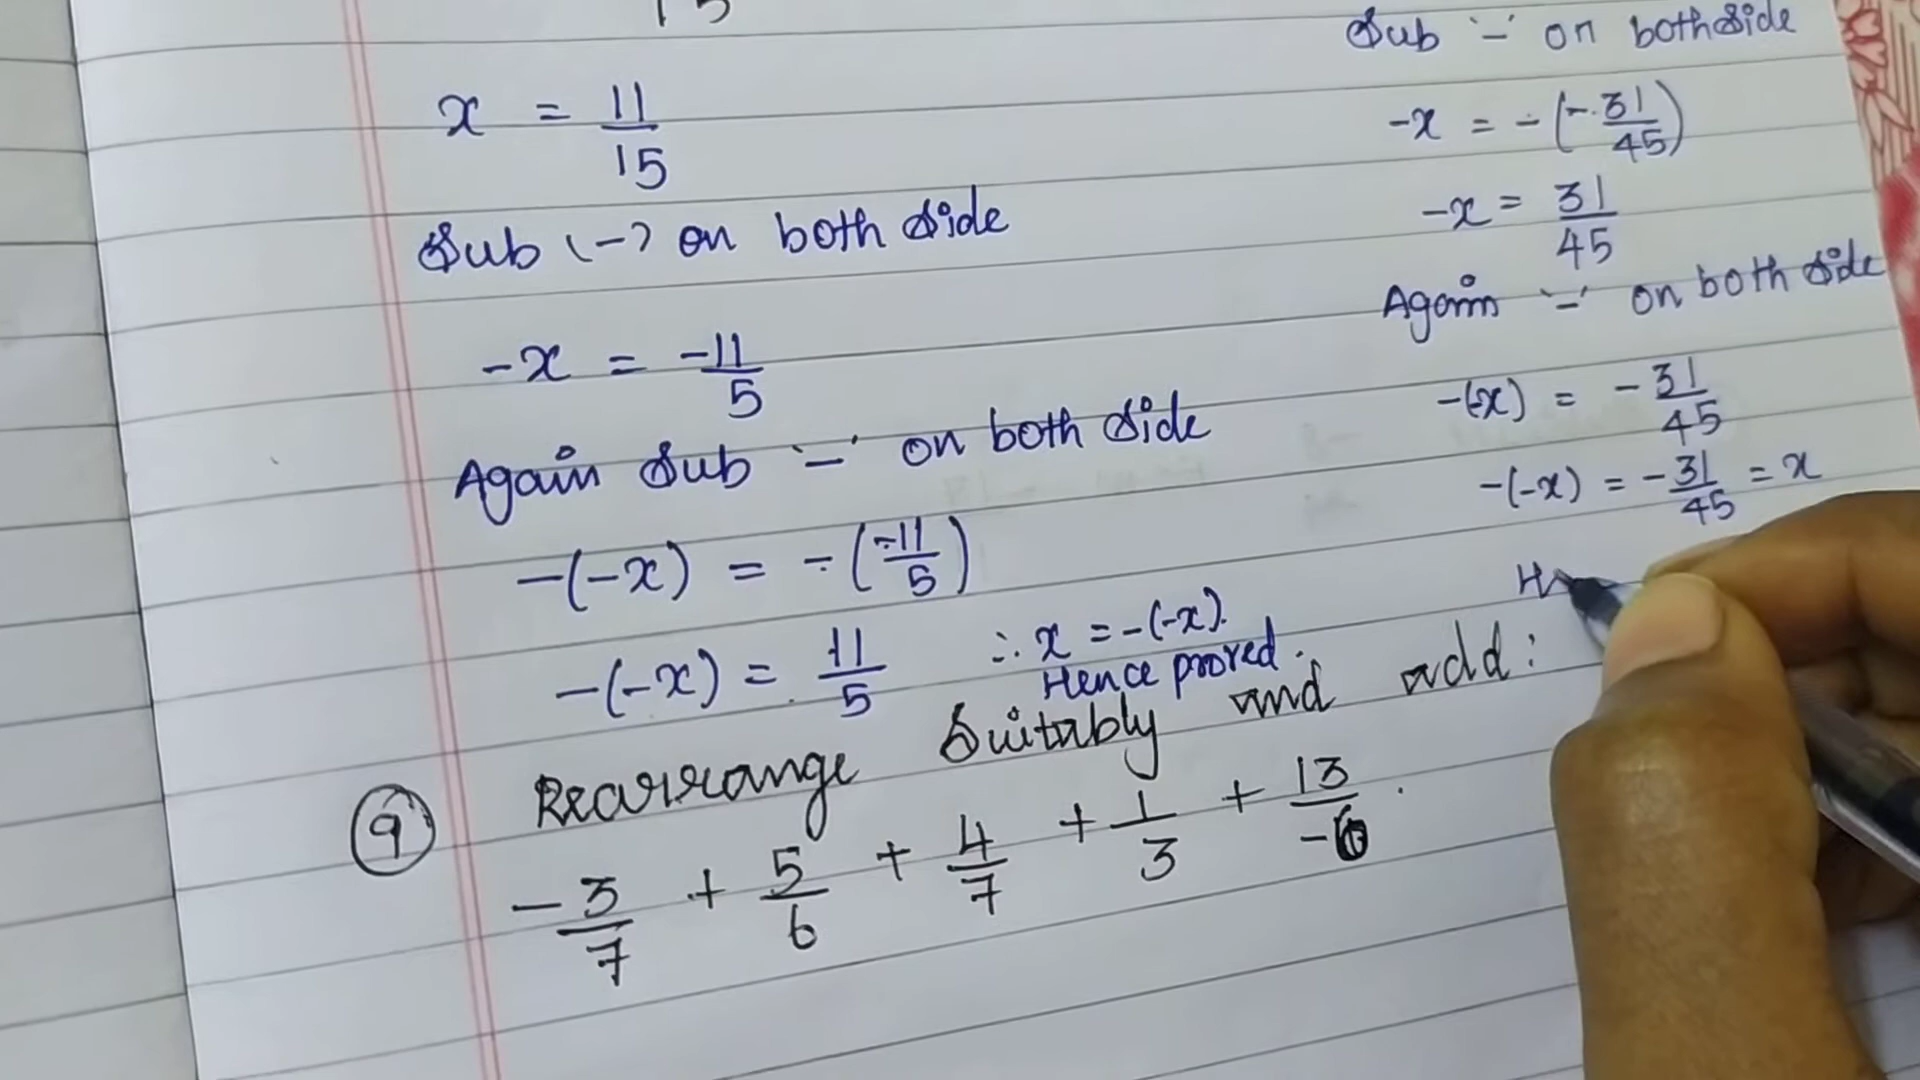 15
x = 11/15
Sub (-) on both side
-x = -11/5
Again Sub '-' on both side
-(-x) = -(-11/5)
-(-x) = 11/5 ∴ x = -(-x).
Hence proved.
Sub '-' on bothside
-x = -(-31/45)
-x = 31/45
Again '-' on both side
-(-x) = -31/45
-(-x) = -31/45 = x
9 Rearrange Suitably and add:
-3/7 + 5/6 + 4/7 + 1/3 + 13/-6.